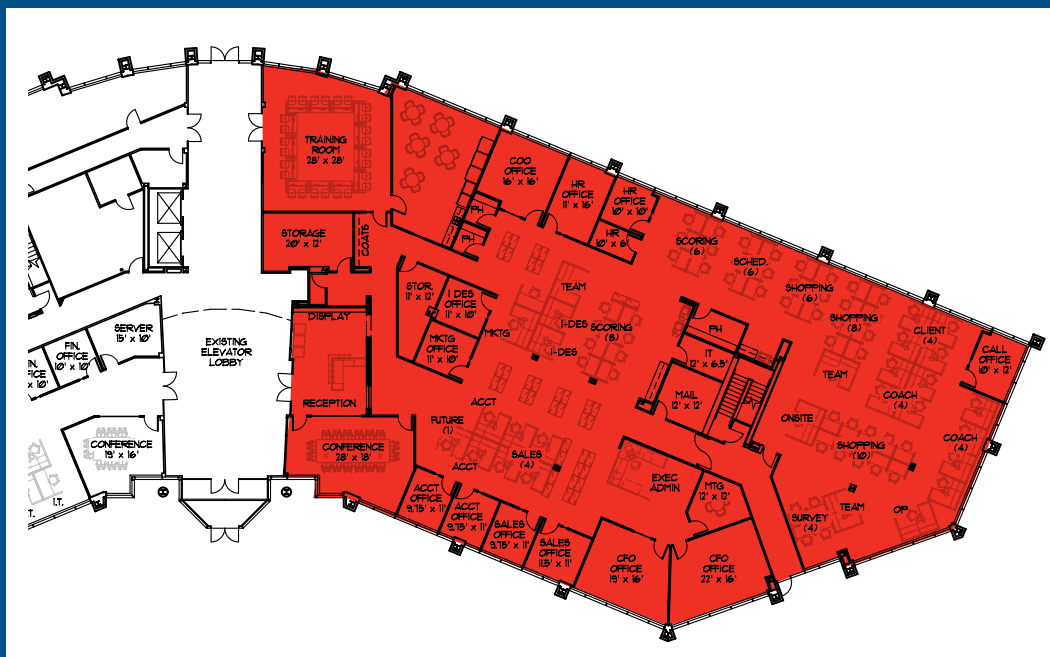 TRAINING
ROOM
28' x 28'
COO
OFFICE
16' x 16'
HR
OFFICE
11' x 16'
HR
OFFICE
10' x 10'
HR
10' x 6'
PH
PH
STORAGE
20' x 12'
COATS
SCORING
(6)
SCHED.
(6)
SHOPPING
(6)
SHOPPING
(8)
CLIENT
(4)
CALL
OFFICE
10' x 12'
STOR.
11' x 12'
I DES
OFFICE
11' x 10'
MKTG
OFFICE
11' x 10'
MKTG
TEAM
I-DES
SCORING
(8)
I-DES
DISPLAY
RECEPTION
SERVER
15' x 10'
FIN.
OFFICE
10' x 10'
EXISTING
ELEVATOR
LOBBY
PH
IT
12' x 6.5'
MAIL
12' x 12'
TEAM
COACH
(4)
COACH
(4)
ONSITE
SHOPPING
(10)
ACCT
FUTURE
(1)
CONFERENCE
19' x 16'
CONFERENCE
28' x 18'
SALES
(4)
ACCT
EXEC
ADMIN
MTG
12' x 12'
ACCT
OFFICE
9.75' x 11'
ACCT
OFFICE
9.75' x 11'
SALES
OFFICE
9.75' x 11'
SALES
OFFICE
11.5' x 11'
CFO
OFFICE
19' x 16'
CFO
OFFICE
22' x 16'
SURVEY
(4)
TEAM
OP
I.T.